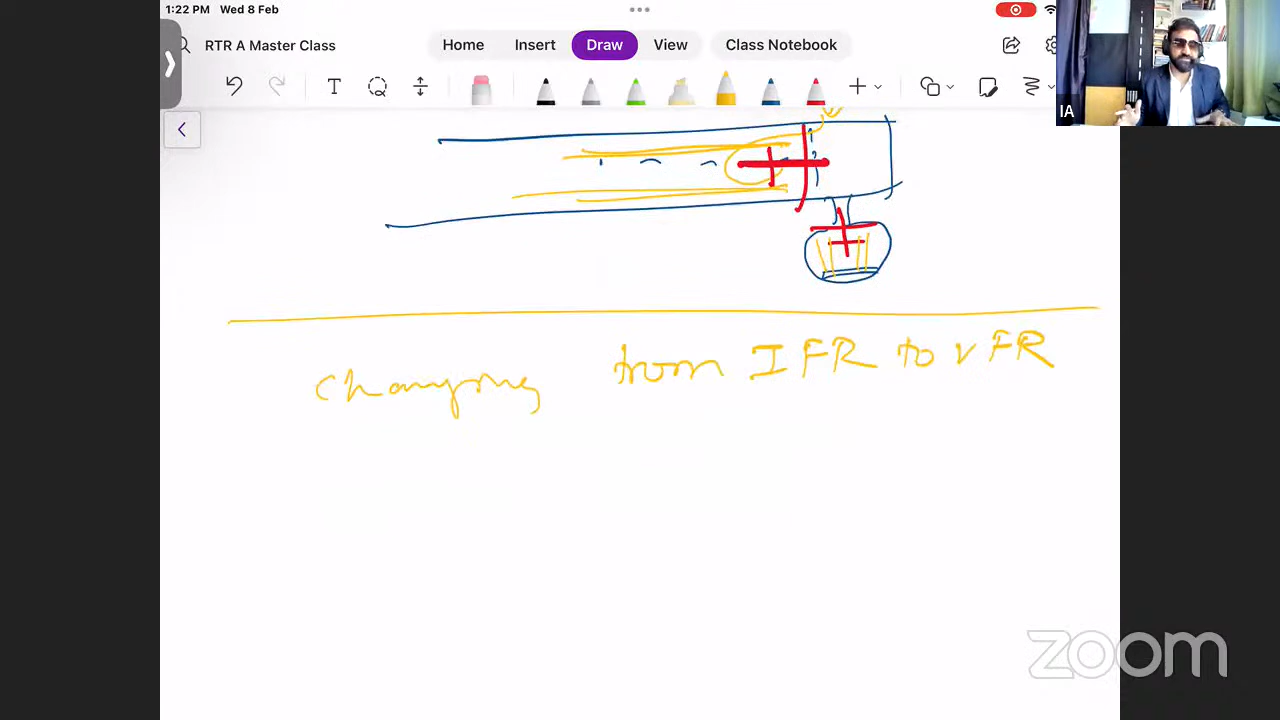 1:22 PM Wed 8 Feb
RTR A Master Class
Home Insert Draw View Class Notebook
IA
changing from IFR to VFR
zoom